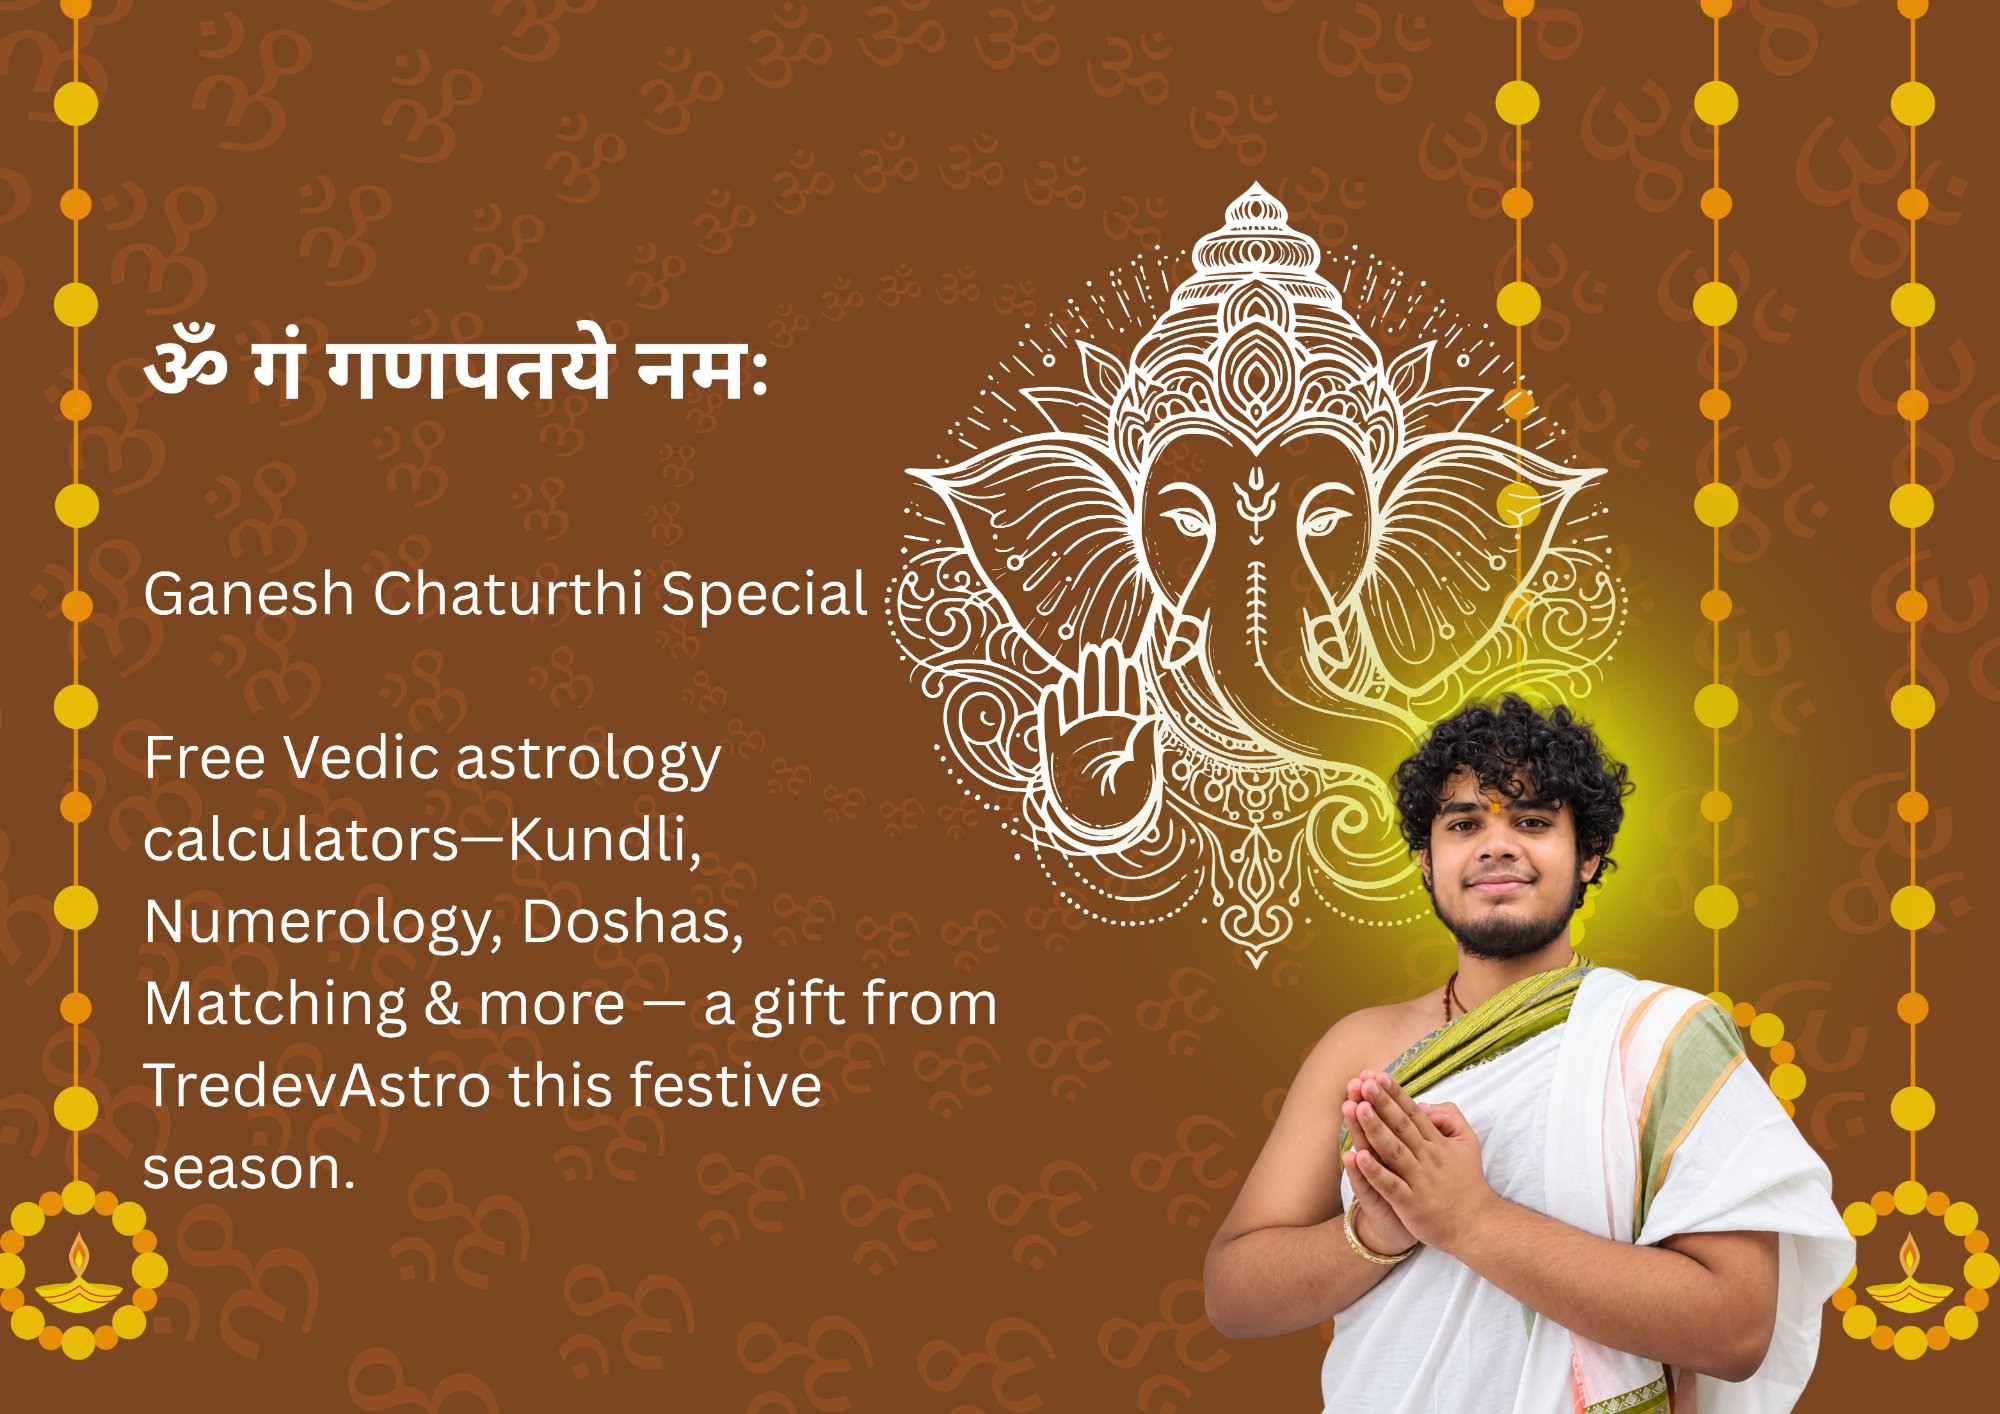 ॐ गं गणपतये नमः
Ganesh Chaturthi Special
Free Vedic astrology
calculators—Kundli,
Numerology, Doshas,
Matching & more — a gift from
TredevAstro this festive
season.